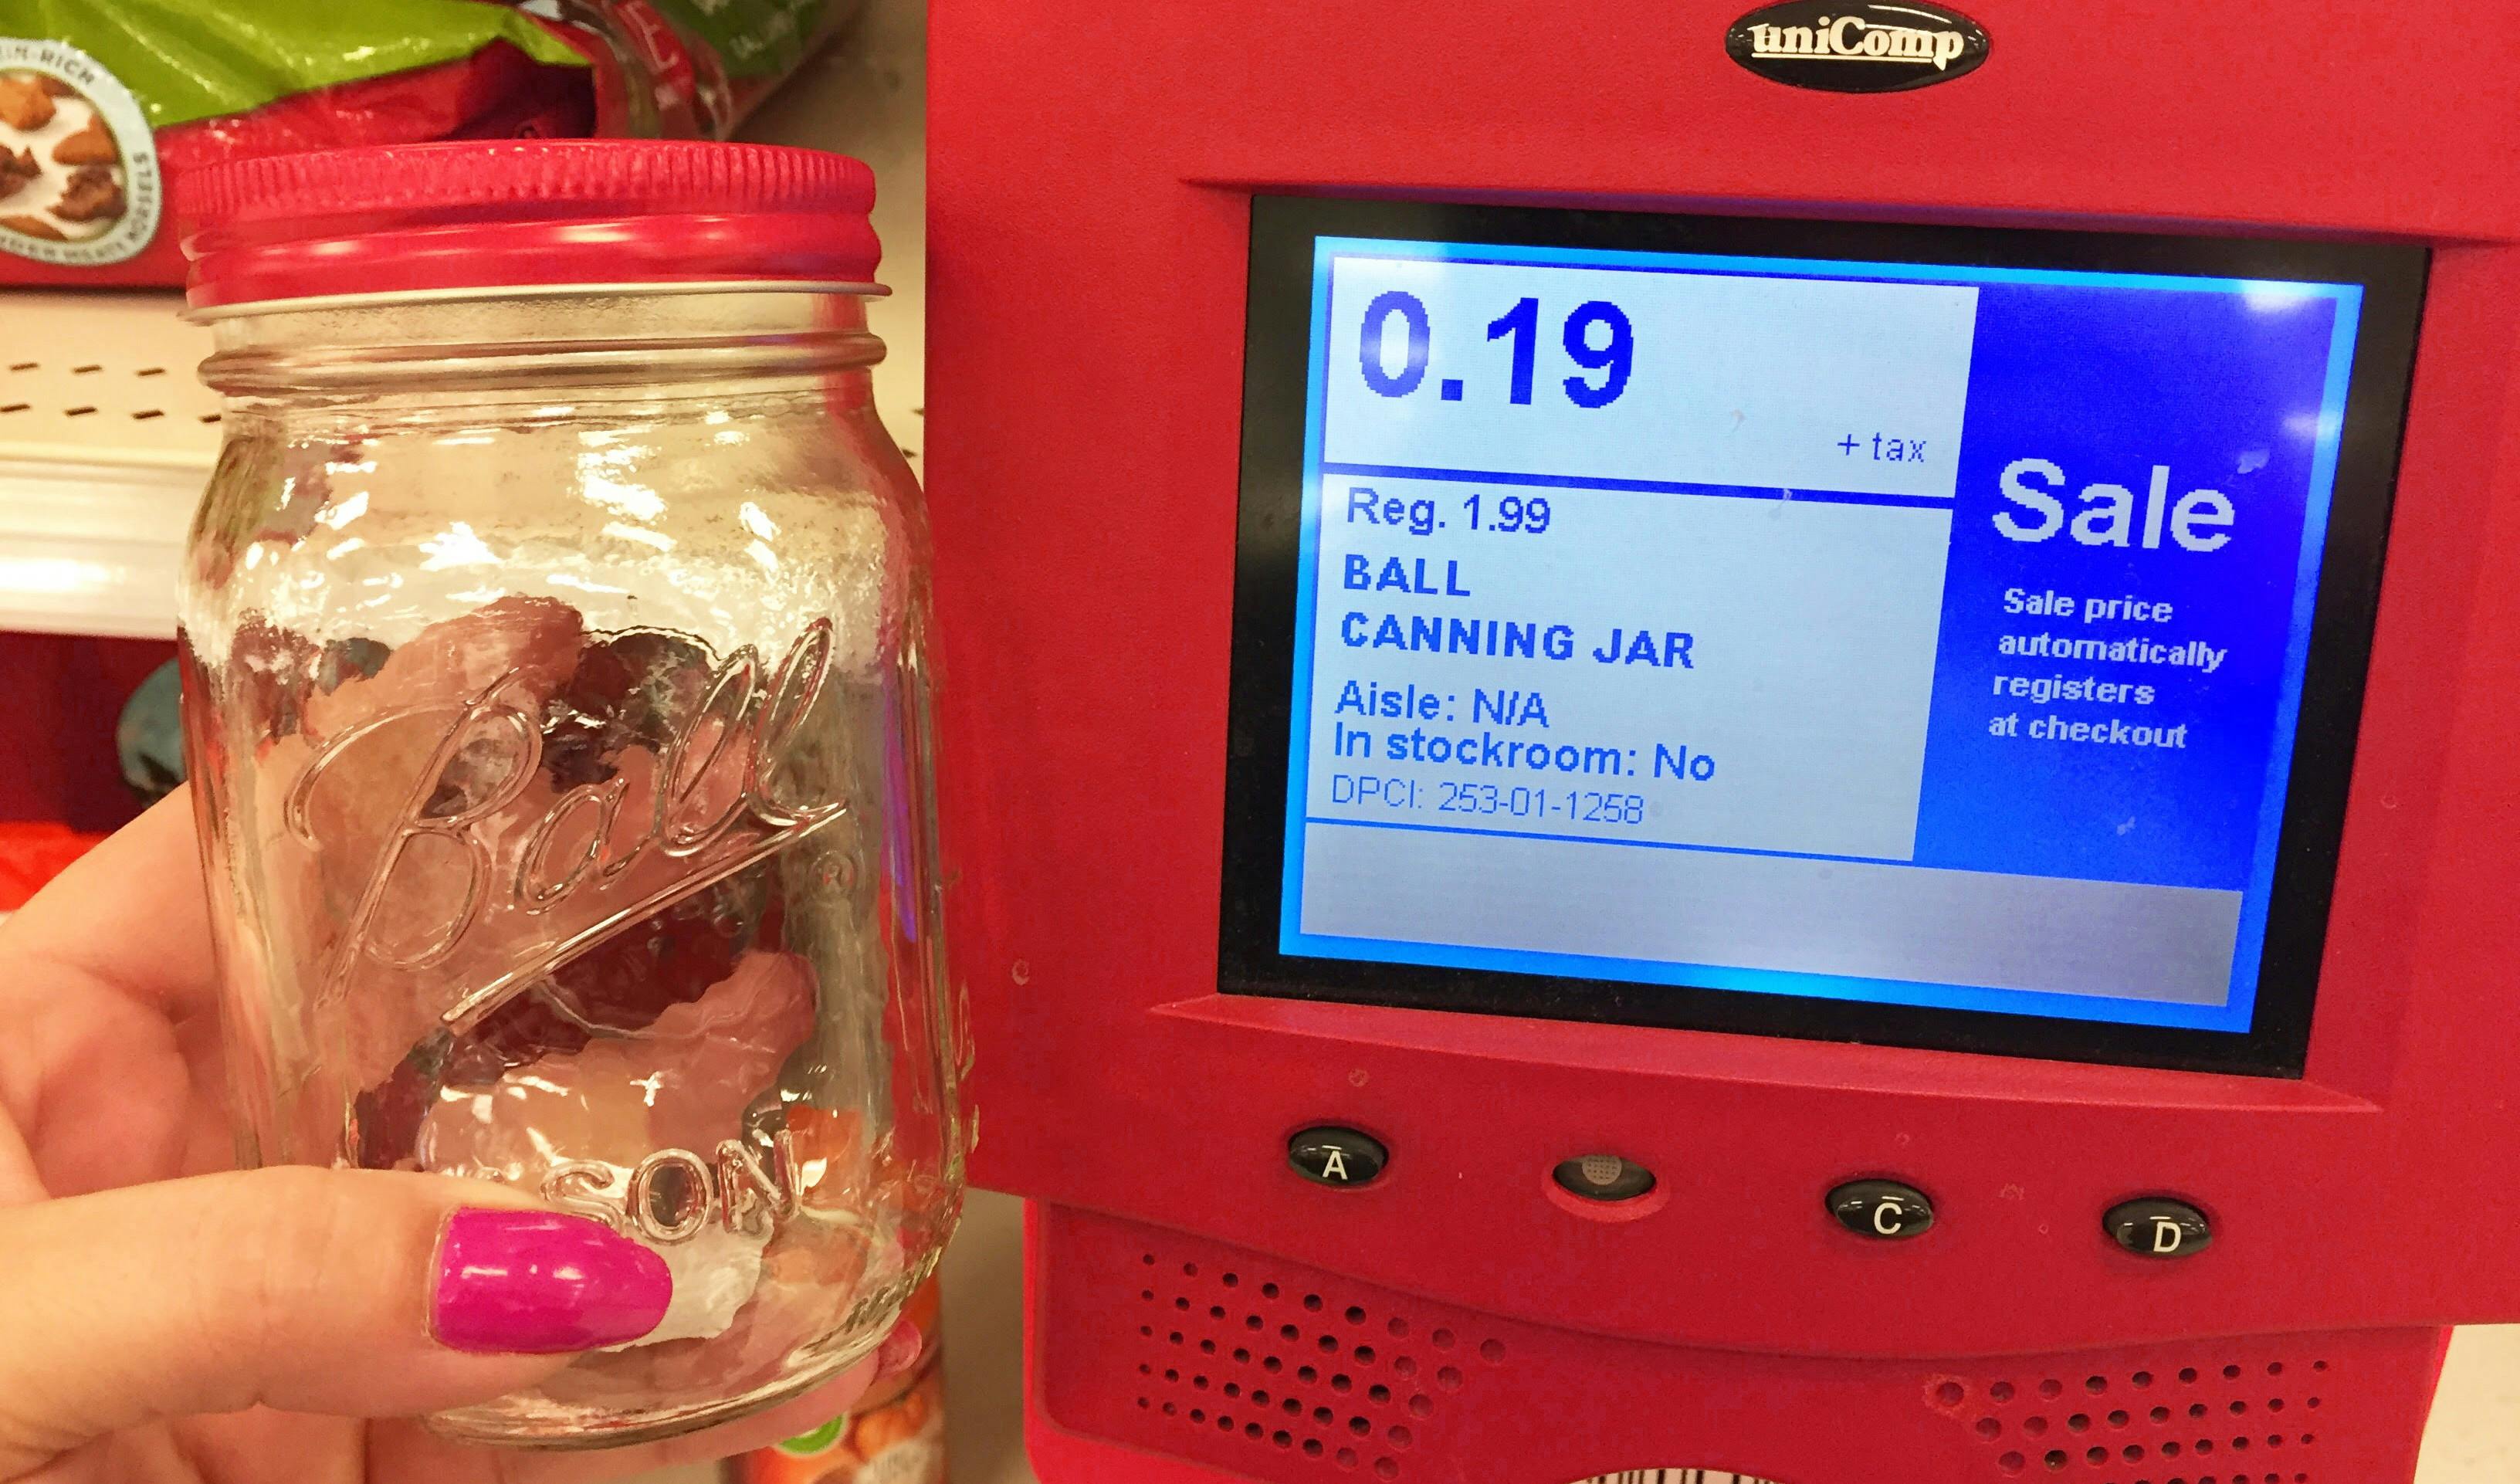 uniComp
0.19
+ tax
Reg. 1.99
BALL
CANNING JAR
Aisle: N/A
In stockroom: No
DPCI: 253-01-1258
Sale
Sale price
automatically
registers
at checkout
A
C
D
Ball
®
SON